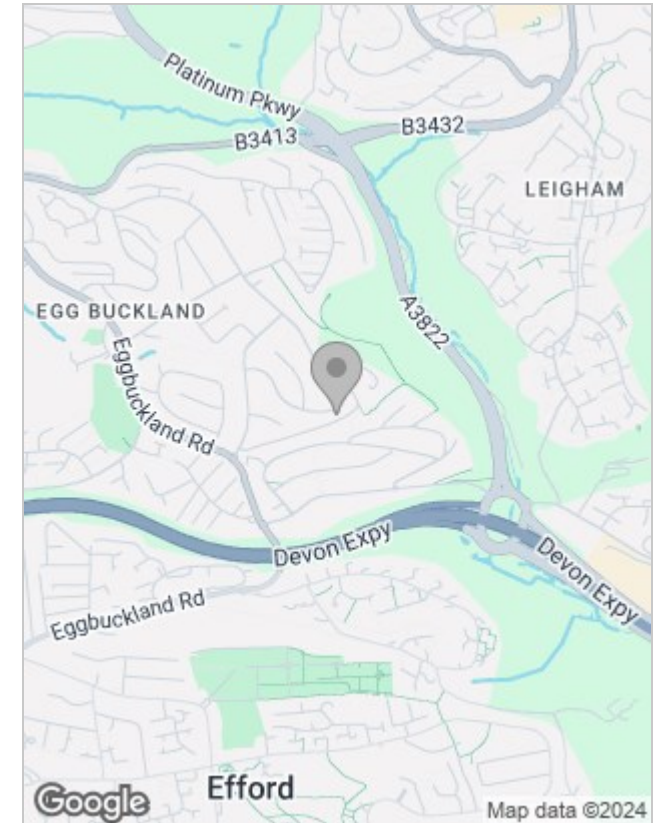 Platinum Pkwy
B3413
B3432
LEIGHAM
EGG BUCKLAND
A3822
Eggbuckland Rd
Devon Expy
Devon Expy
Eggbuckland Rd
Efford
Google
Map data ©2024